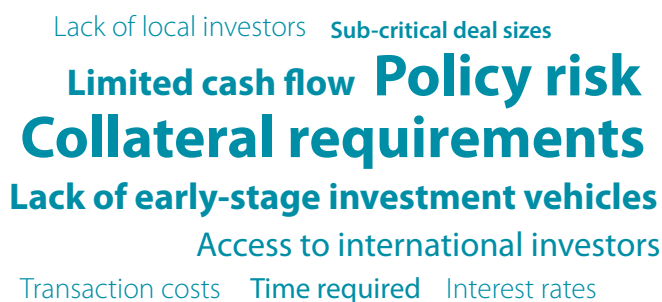 Lack of local investors Sub-critical deal sizes
Limited cash flow Policy risk
Collateral requirements
Lack of early-stage investment vehicles
Access to international investors
Transaction costs Time required Interest rates